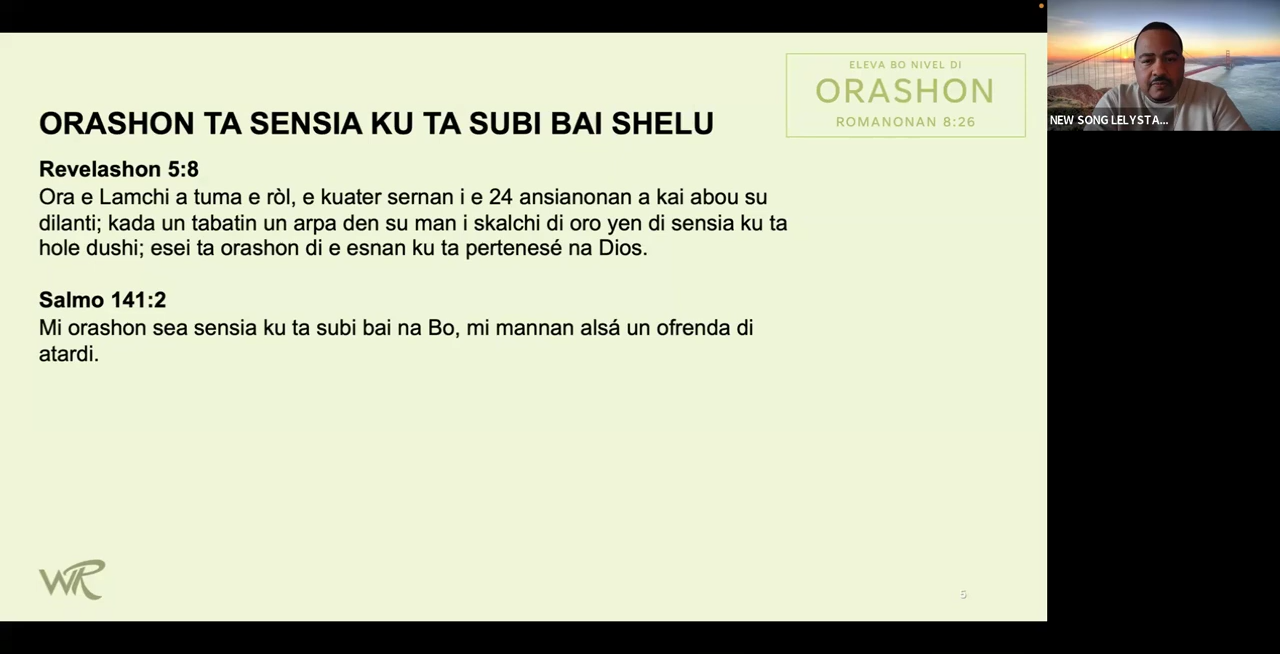 ELEVA BO NIVEL DI
ORASHON
ROMANONAN 8:26
ORASHON TA SENSIA KU TA SUBI BAI SHELU
Revelashon 5:8
Ora e Lamchi a tuma e ròl, e kuater sernan i e 24 ansianonan a kai abou su
dilanti; kada un tabatin un arpa den su man i skalchi di oro yen di sensia ku ta
hole dushi; esei ta orashon di e esnan ku ta pertenesé na Dios.
Salmo 141:2
Mi orashon sea sensia ku ta subi bai na Bo, mi mannan alsá un ofrenda di
atardi.
WR
5
NEW SONG LELYSTA...